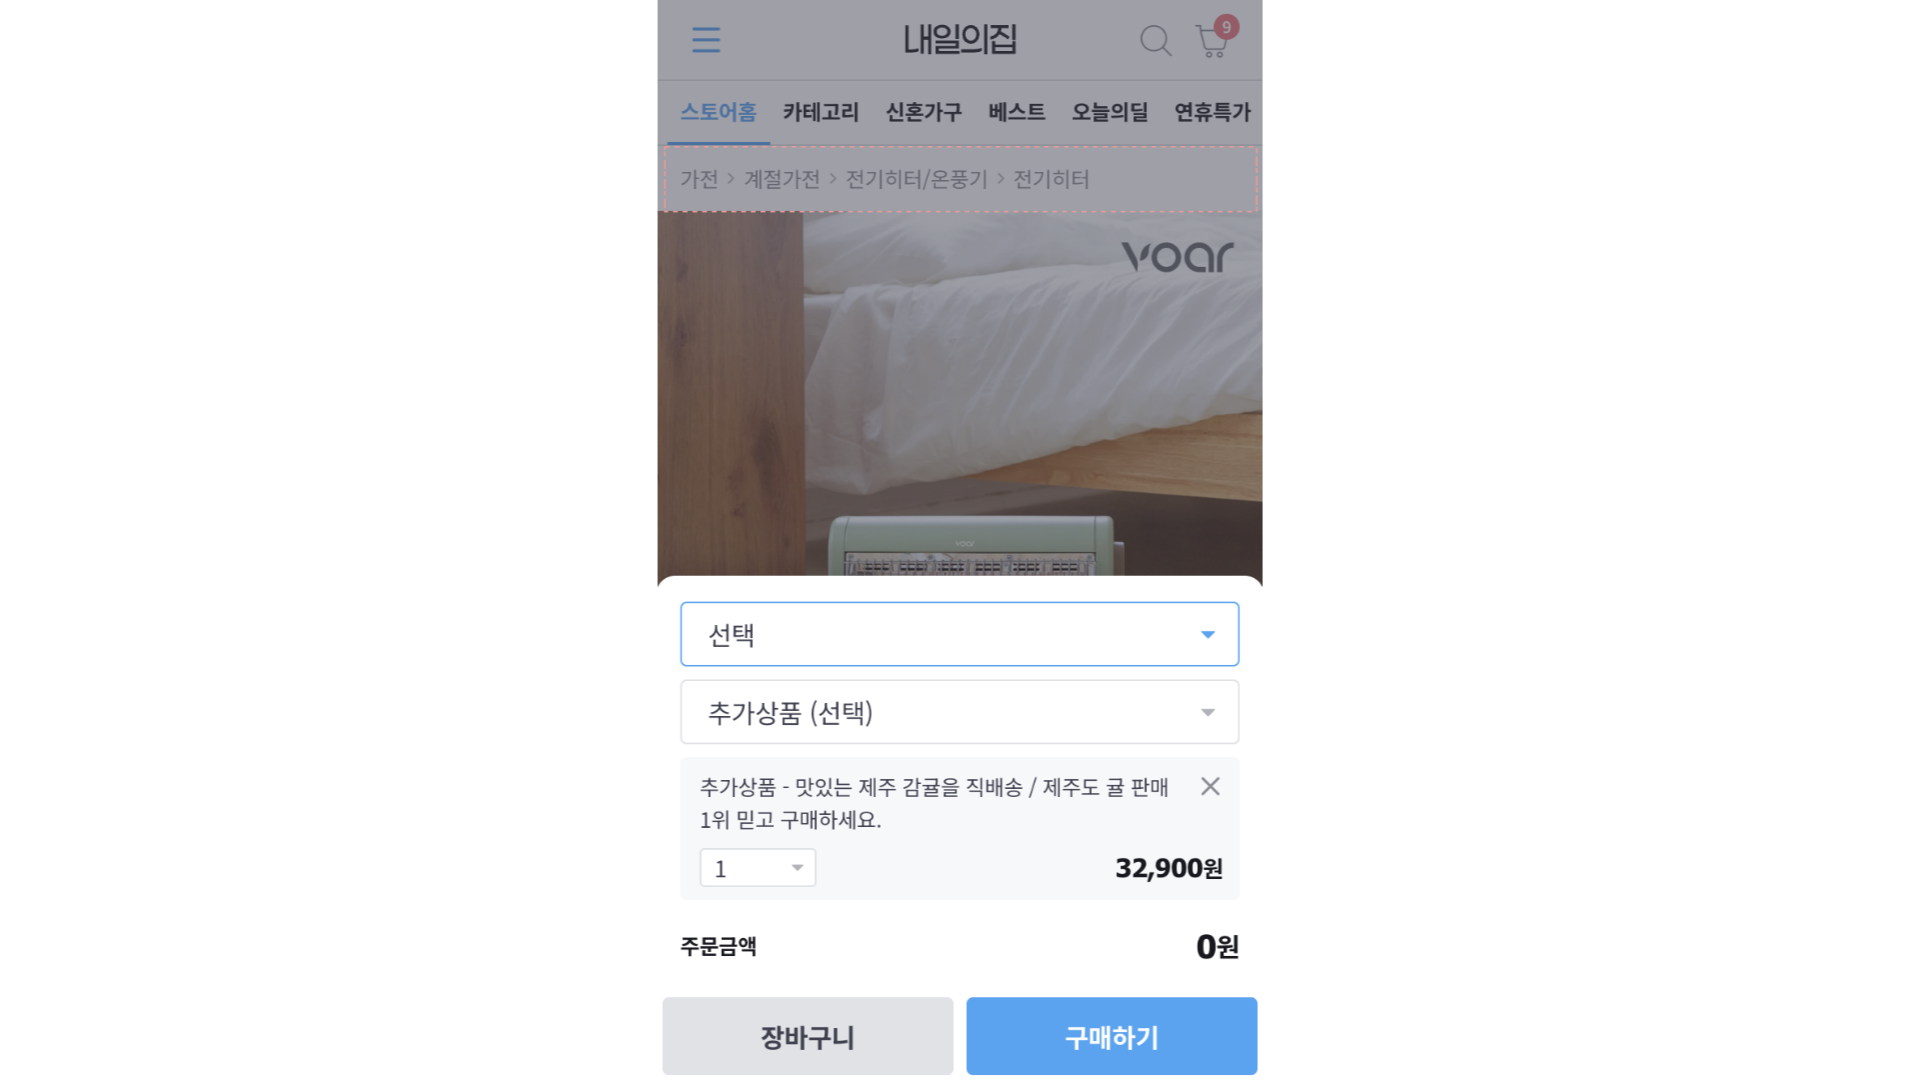 내일의집
9
스토어홈 카테고리 신혼가구 베스트 오늘의딜 연휴특가
가전 > 계절가전 > 전기히터/온풍기 > 전기히터
voar
voar
선택
추가상품 (선택)
추가상품 - 맛있는 제주 감귤을 직배송 / 제주도 귤 판매
1위 믿고 구매하세요.
1
32,900원
주문금액 0원
장바구니 구매하기